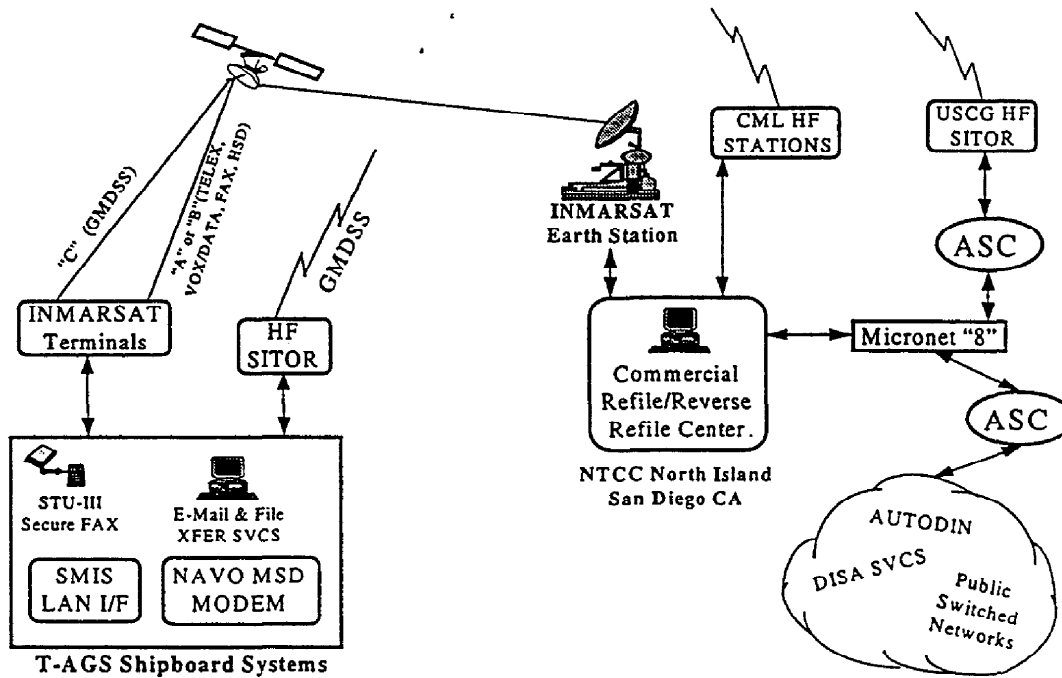 CML HF
STATIONS
USCG HF
SITOR
"C" (GMDSS)
"A" or "B"(TELEX,
VOX/DATA, FAX, HSD)
GMDSS
INMARSAT
Earth Station
ASC
INMARSAT
Terminals
HF
SITOR
Micronet "8"
Commercial
Refile/Reverse
Refile Center.
ASC
NTCC North Island
San Diego CA
STU-III
Secure FAX
E-Mail & File
XFER SVCS
SMIS
LAN I/F
NAVO MSD
MODEM
AUTODIN
DISA SVCS
Public
Switched
Networks
T-AGS Shipboard Systems